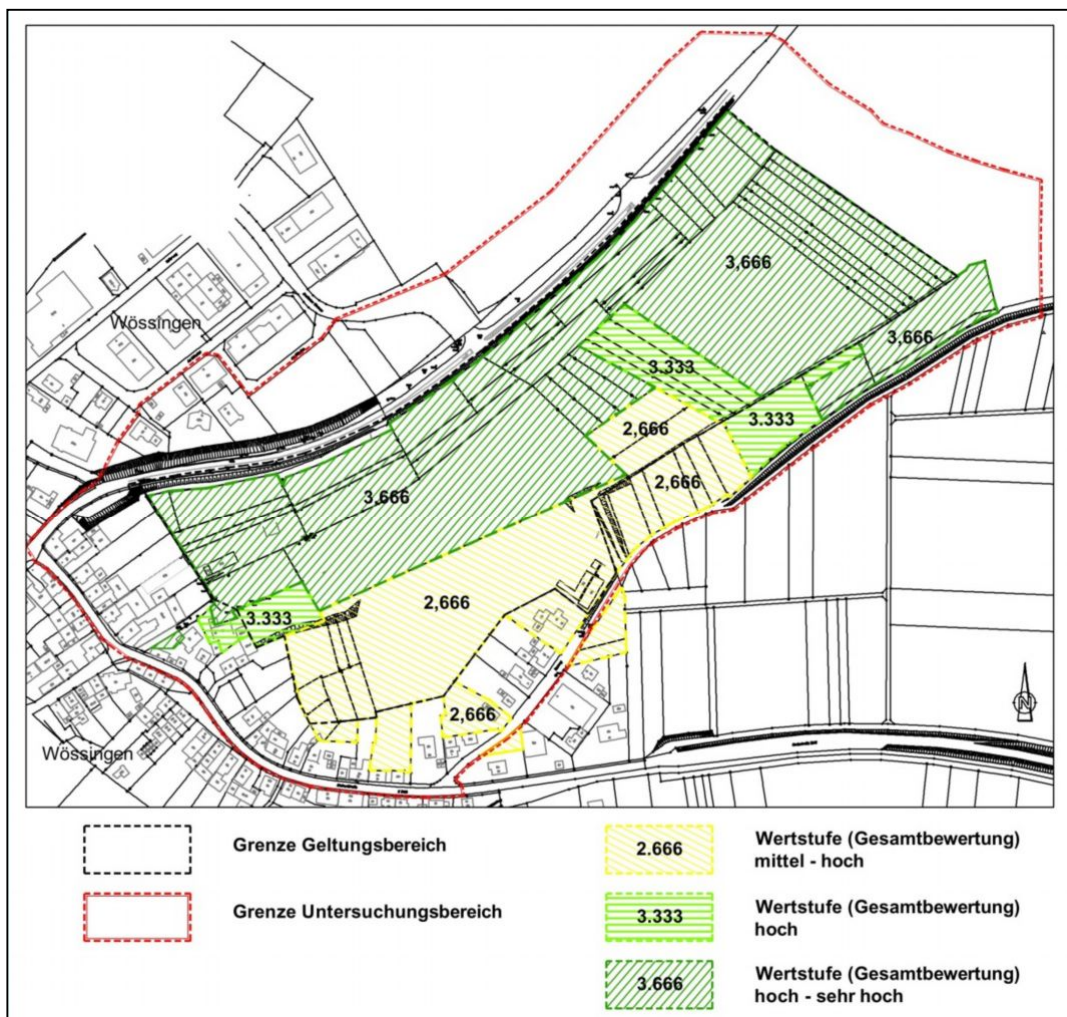 Wössingen
3,666
3.333
3,666
3.333
2,666
2,666
3.666
2,666
3.333
2,666
Wössingen
N
Grenze Geltungsbereich
Grenze Untersuchungsbereich
2.666
Wertstufe (Gesamtbewertung)
mittel - hoch
3.333
Wertstufe (Gesamtbewertung)
hoch
3.666
Wertstufe (Gesamtbewertung)
hoch - sehr hoch